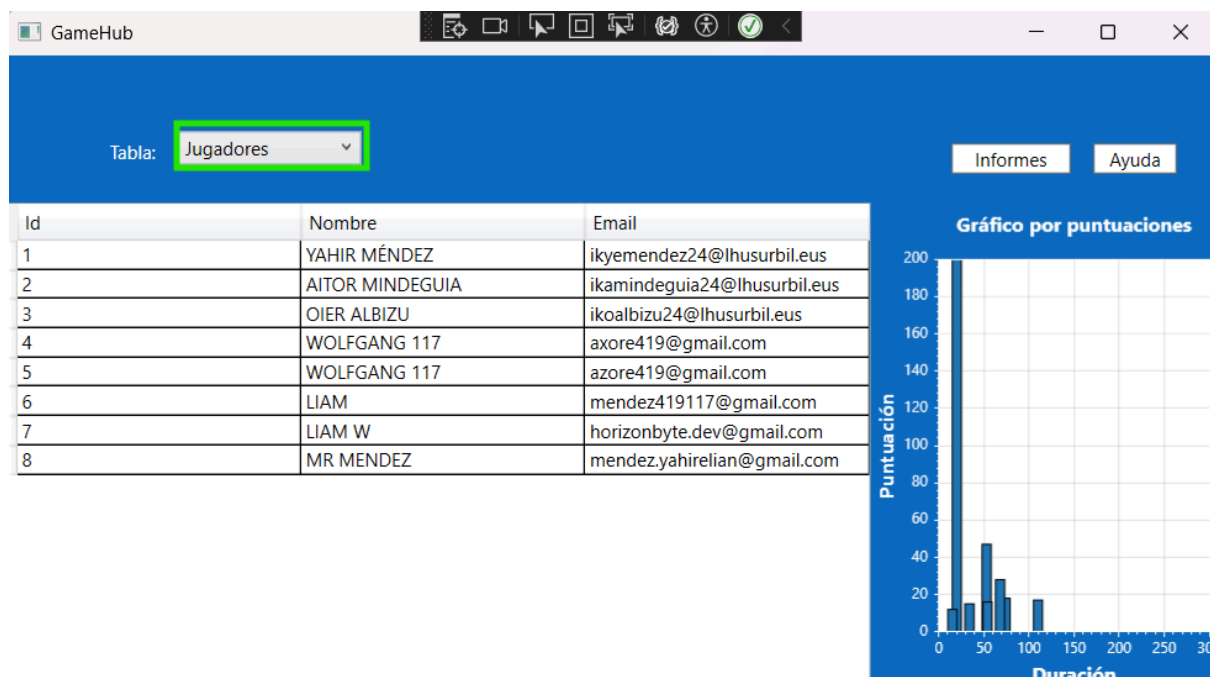 GameHub
Tabla: Jugadores
Informes Ayuda
Id Nombre Email
1 YAHIR MÉNDEZ ikyemendez24@lhusurbil.eus
2 AITOR MINDEGUIA ikamindeguia24@lhusurbil.eus
3 OIER ALBIZU ikoalbizu24@lhusurbil.eus
4 WOLFGANG 117 axore419@gmail.com
5 WOLFGANG 117 azore419@gmail.com
6 LIAM mendez419117@gmail.com
7 LIAM W horizonbyte.dev@gmail.com
8 MR MENDEZ mendez.yahirelian@gmail.com
Gráfico por puntuaciones
Puntuación
200
180
160
140
120
100
80
60
40
20
0
0 50 100 150 200 250 30
Duración